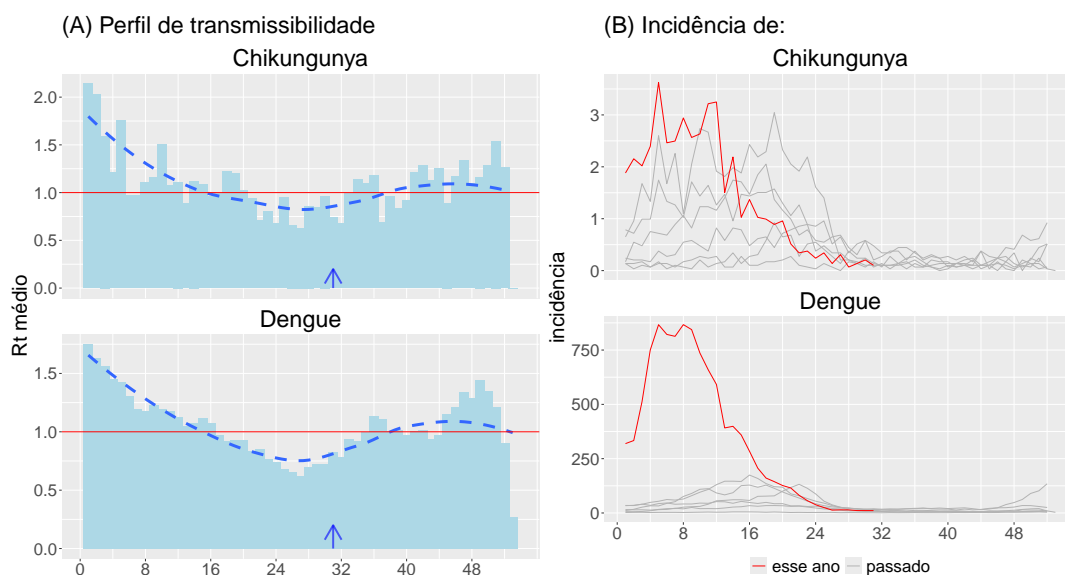 (A) Perfil de transmissibilidade
Chikungunya
2.0
1.5
1.0
0.5
0.0
Dengue
1.5
1.0
0.5
0.0
0 8 16 24 32 40 48
Rt médio
(B) Incidência de:
Chikungunya
3
2
1
0
Dengue
750
500
250
0
0 8 16 24 32 40 48
incidência
esse ano passado